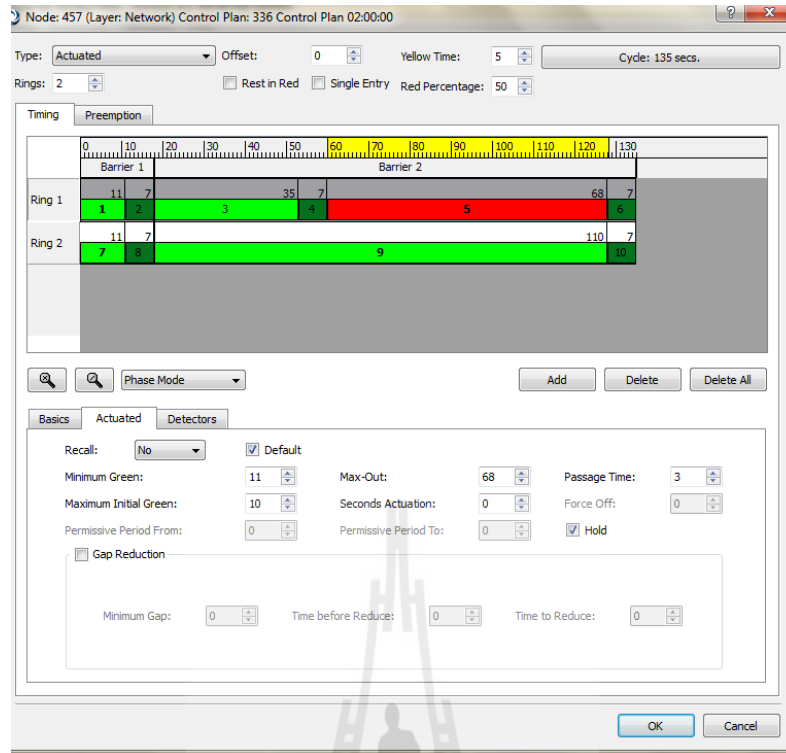 Node: 457 (Layer: Network) Control Plan: 336 Control Plan 02:00:00
Type: Actuated Offset: 0 Yellow Time: 5 Cycle: 135 secs.
Rings: 2 Rest in Red Single Entry Red Percentage: 50
Timing Preemption
0 10 20 30 40 50 60 70 80 90 100 110 120 130
Barrier 1 Barrier 2
Ring 1 11 7 35 7 68 7
1 2 3 4 5 6
Ring 2 11 7 110 7
7 8 9 10
Phase Mode Add Delete Delete All
Basics Actuated Detectors
Recall: No Default
Minimum Green: 11 Max-Out: 68 Passage Time: 3
Maximum Initial Green: 10 Seconds Actuation: 0 Force Off: 0
Permissive Period From: 0 Permissive Period To: 0 Hold
Gap Reduction
Minimum Gap: 0 Time before Reduce: 0 Time to Reduce: 0
OK Cancel